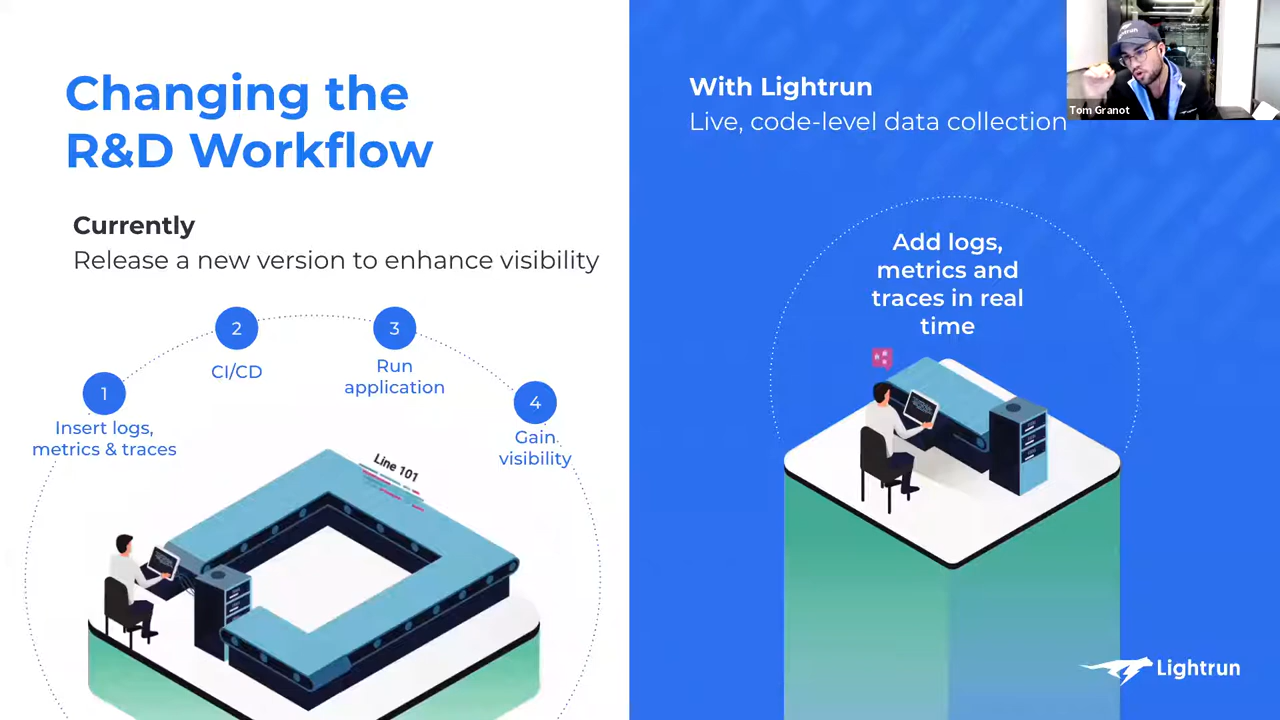 Changing the
R&D Workflow
Currently
Release a new version to enhance visibility
1
Insert logs,
metrics & traces
2
CI/CD
3
Run
application
4
Gain
visibility
Line 101
With Lightrun
Live, code-level data collection
Add logs,
metrics and
traces in real
time
Tom Granot
Lightrun